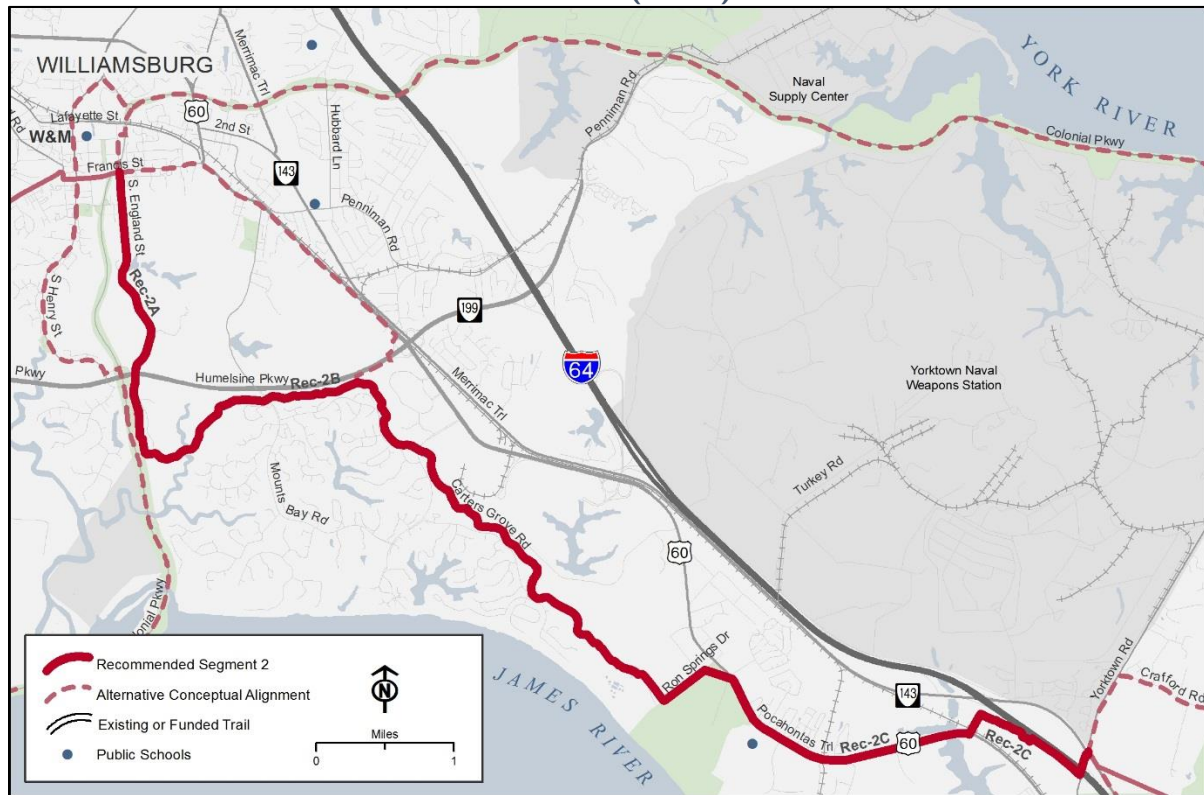 WILLIAMSBURG
Merrimac Trl
60
Lafayette St.
2nd St
Hubbard Ln
W&M
Francis St
143
S. England St
Penniman Rd
Penniman Rd
Naval
Supply Center
YORK RIVER
Colonial Pkwy
Rec-2A
S Henry St
199
64
Pkwy
Humelsine Pkwy
Rec-2B
Merrimac Trl
Yorktown Naval
Weapons Station
Turkey Rd
Mounts
Bay Rd
Carters Grove Rd
60
Ron Springs Dr
Yorktown Rd
Crafford Rd
143
Pocahontas Trl
Rec-2C
60
Rec-2C
JAMES RIVER
Recommended Segment 2
Alternative Conceptual Alignment
Existing or Funded Trail
Public Schools
N
Miles
0 1